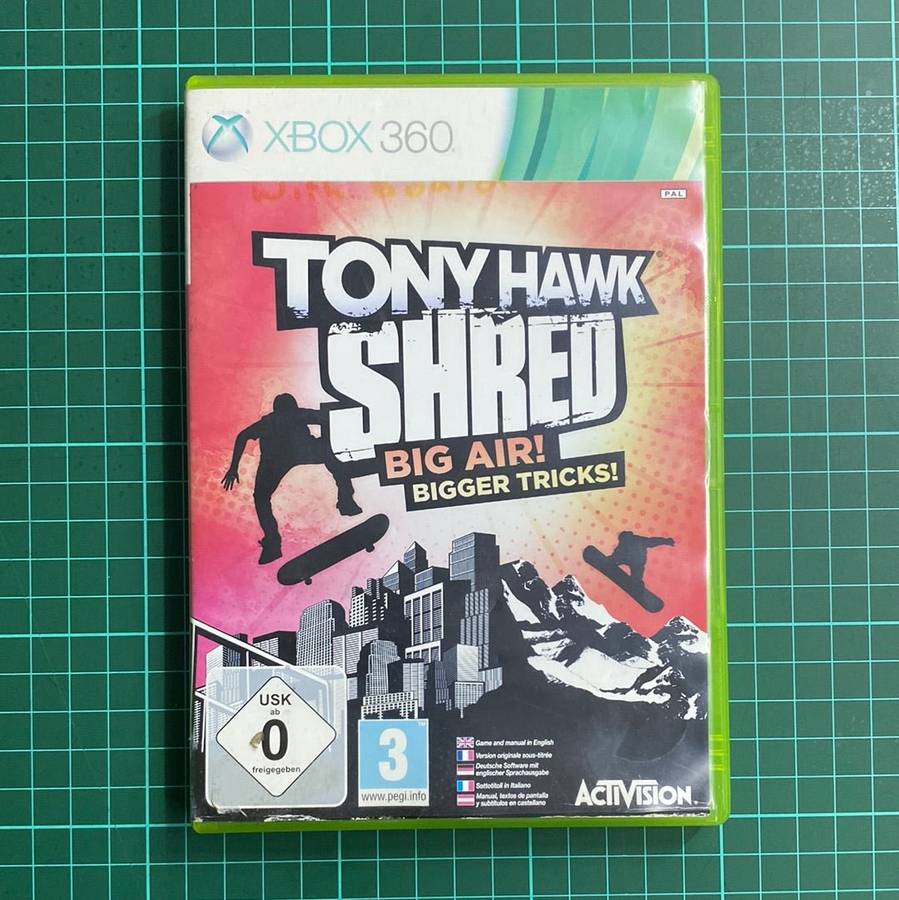 XBOX 360
With Board
PAL
TONY HAWK
SHRED
BIG AIR!
BIGGER TRICKS!
USK
ab
0
freigegeben
3
www.pegi.info
Game and manual in English
Version originale sous-titrée
Deutsche Software mit
englischer Sprachausgabe
Sottotitoli in Italiano
Manual, textos de pantalla
y subtítulos en castellano
ACTIVISION